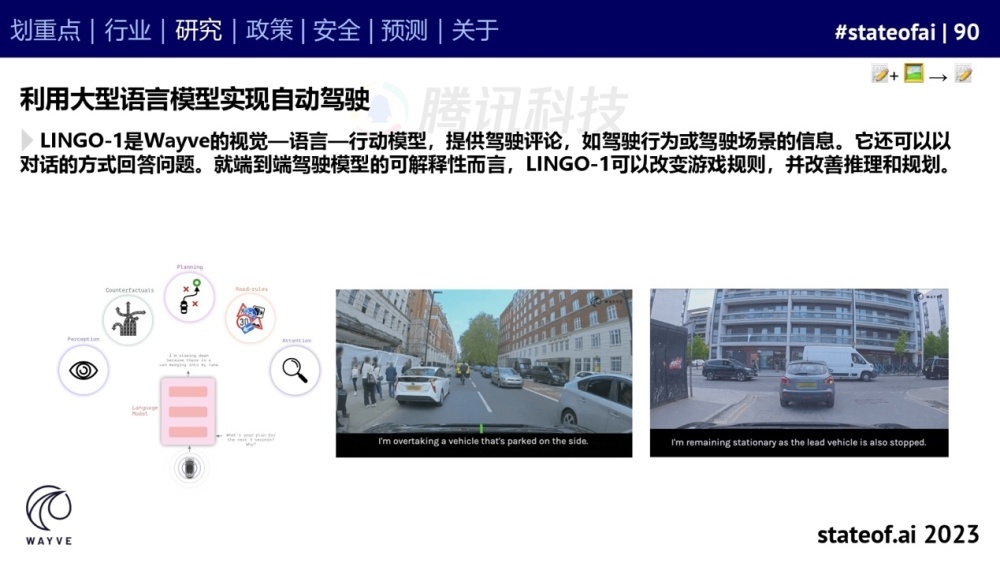 划重点 | 行业 | 研究 | 政策 | 安全 | 预测 | 关于
#stateofai | 90
腾讯科技
利用大型语言模型实现自动驾驶
LINGO-1是Wayve的视觉—语言—行动模型，提供驾驶评论，如驾驶行为或驾驶场景的信息。它还可以以
对话的方式回答问题。就端到端驾驶模型的可解释性而言，LINGO-1可以改变游戏规则，并改善推理和规划。
Planning
Counterfactuals
Road-rules
Perception
Attention
I'm slowing down
because there is a
van merging into my lane
Language
Model
What's your plan for
the next 5 seconds?
Why?
WAYVE
I'm overtaking a vehicle that's parked on the side.
WAYVE
I'm remaining stationary as the lead vehicle is also stopped.
WAYVE
stateof.ai 2023